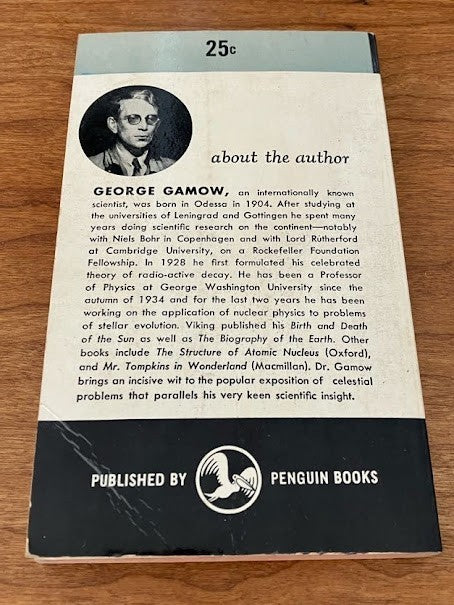 25c
about the author
GEORGE GAMOW, an internationally known
scientist, was born in Odessa in 1904. After studying at
the universities of Leningrad and Gottingen he spent many
years doing scientific research on the continent—notably
with Niels Bohr in Copenhagen and with Lord Rutherford
at Cambridge University, on a Rockefeller Foundation
Fellowship. In 1928 he first formulated his celebrated
theory of radio-active decay. He has been a Professor
of Physics at George Washington University since the
autumn of 1934 and for the last two years he has been
working on the application of nuclear physics to problems
of stellar evolution. Viking published his Birth and Death
of the Sun as well as The Biography of the Earth. Other
books include The Structure of Atomic Nucleus (Oxford),
and Mr. Tompkins in Wonderland (Macmillan). Dr. Gamow
brings an incisive wit to the popular exposition of celestial
problems that parallels his very keen scientific insight.
PUBLISHED BY PENGUIN BOOKS